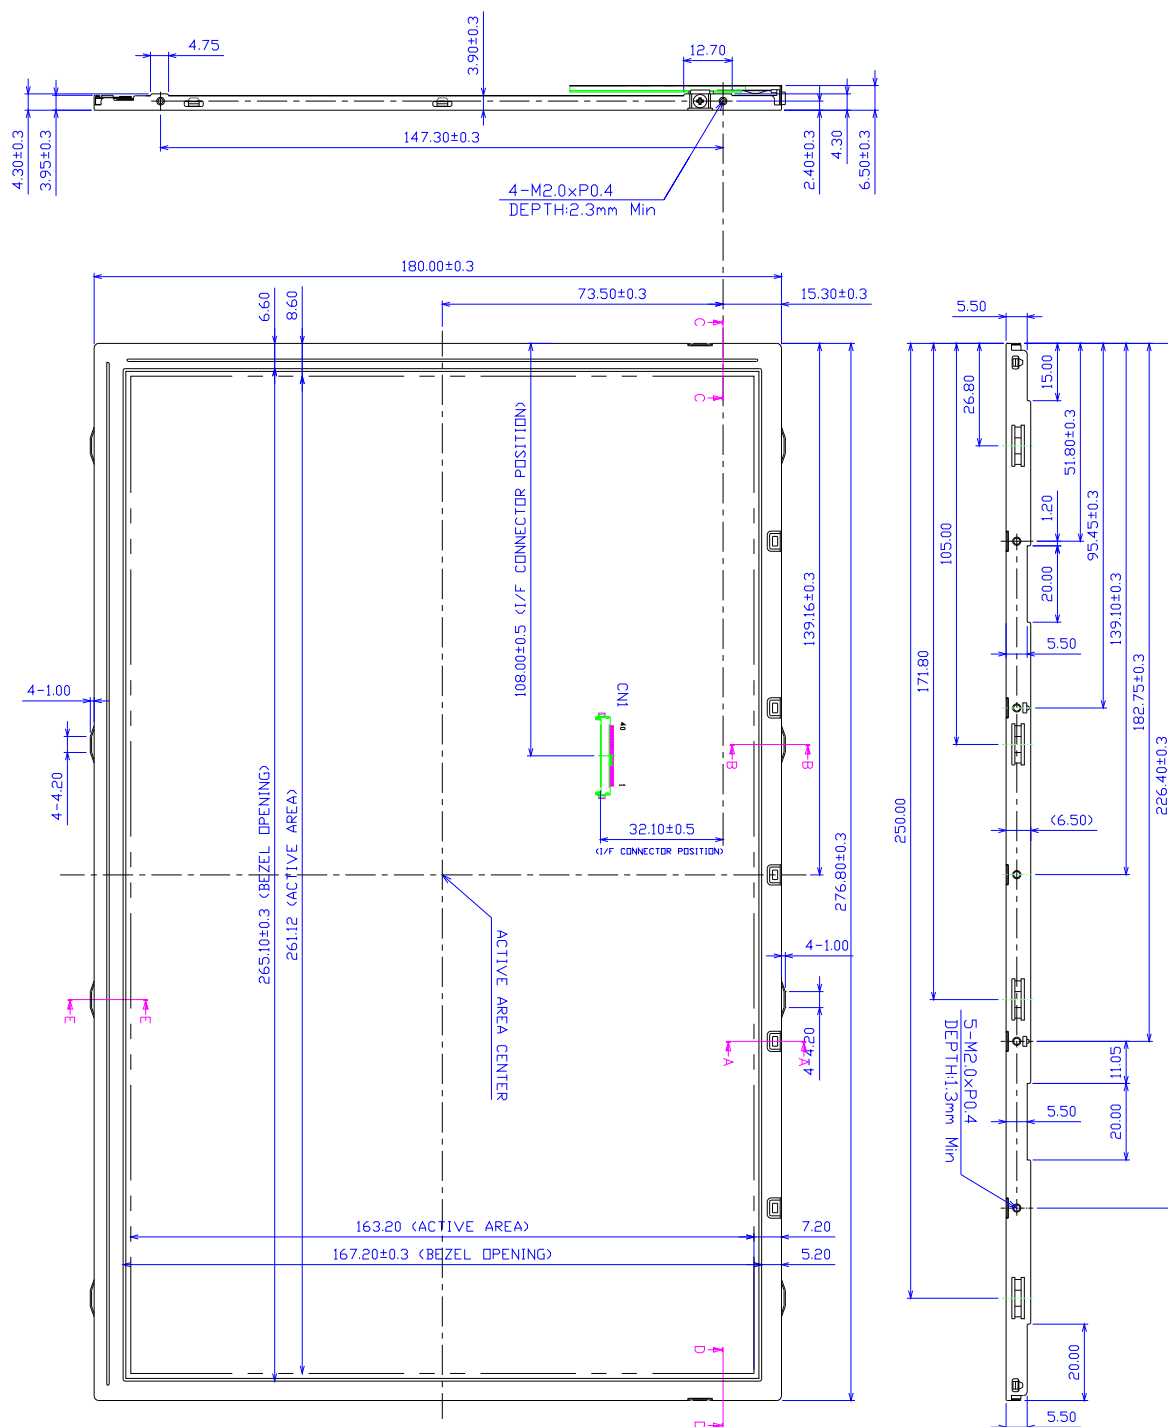 4.75
3.90±0.3
12.70
4.30±0.3
3.95±0.3
147.30±0.3
2.40±0.3
4.30
6.50±0.3
4-M2.0xP0.4
DEPTH:2.3mm Min
180.00±0.3
6.60
8.60
73.50±0.3
15.30±0.3
5.50
C
C
15.00
26.80
51.80±0.3
1.20
95.45±0.3
105.00
20.00
139.10±0.3
139.16±0.3
108.00±0.5 (I/F CONNECTOR POSITION)
5.50
171.80
182.75±0.3
4-1.00
CN1
40
1
B
B
4-4.20
226.40±0.3
250.00
(6.50)
32.10±0.5
(I/F CONNECTOR POSITION)
265.10±0.3 (BEZEL OPENING)
261.12 (ACTIVE AREA)
276.80±0.3
ACTIVE AREA CENTER
4-1.00
E
E
4-4.20
A
A
5-M2.0xP0.4
DEPTH:1.3mm Min
11.05
5.50
20.00
163.20 (ACTIVE AREA)
7.20
167.20±0.3 (BEZEL OPENING)
5.20
D
20.00
5.50